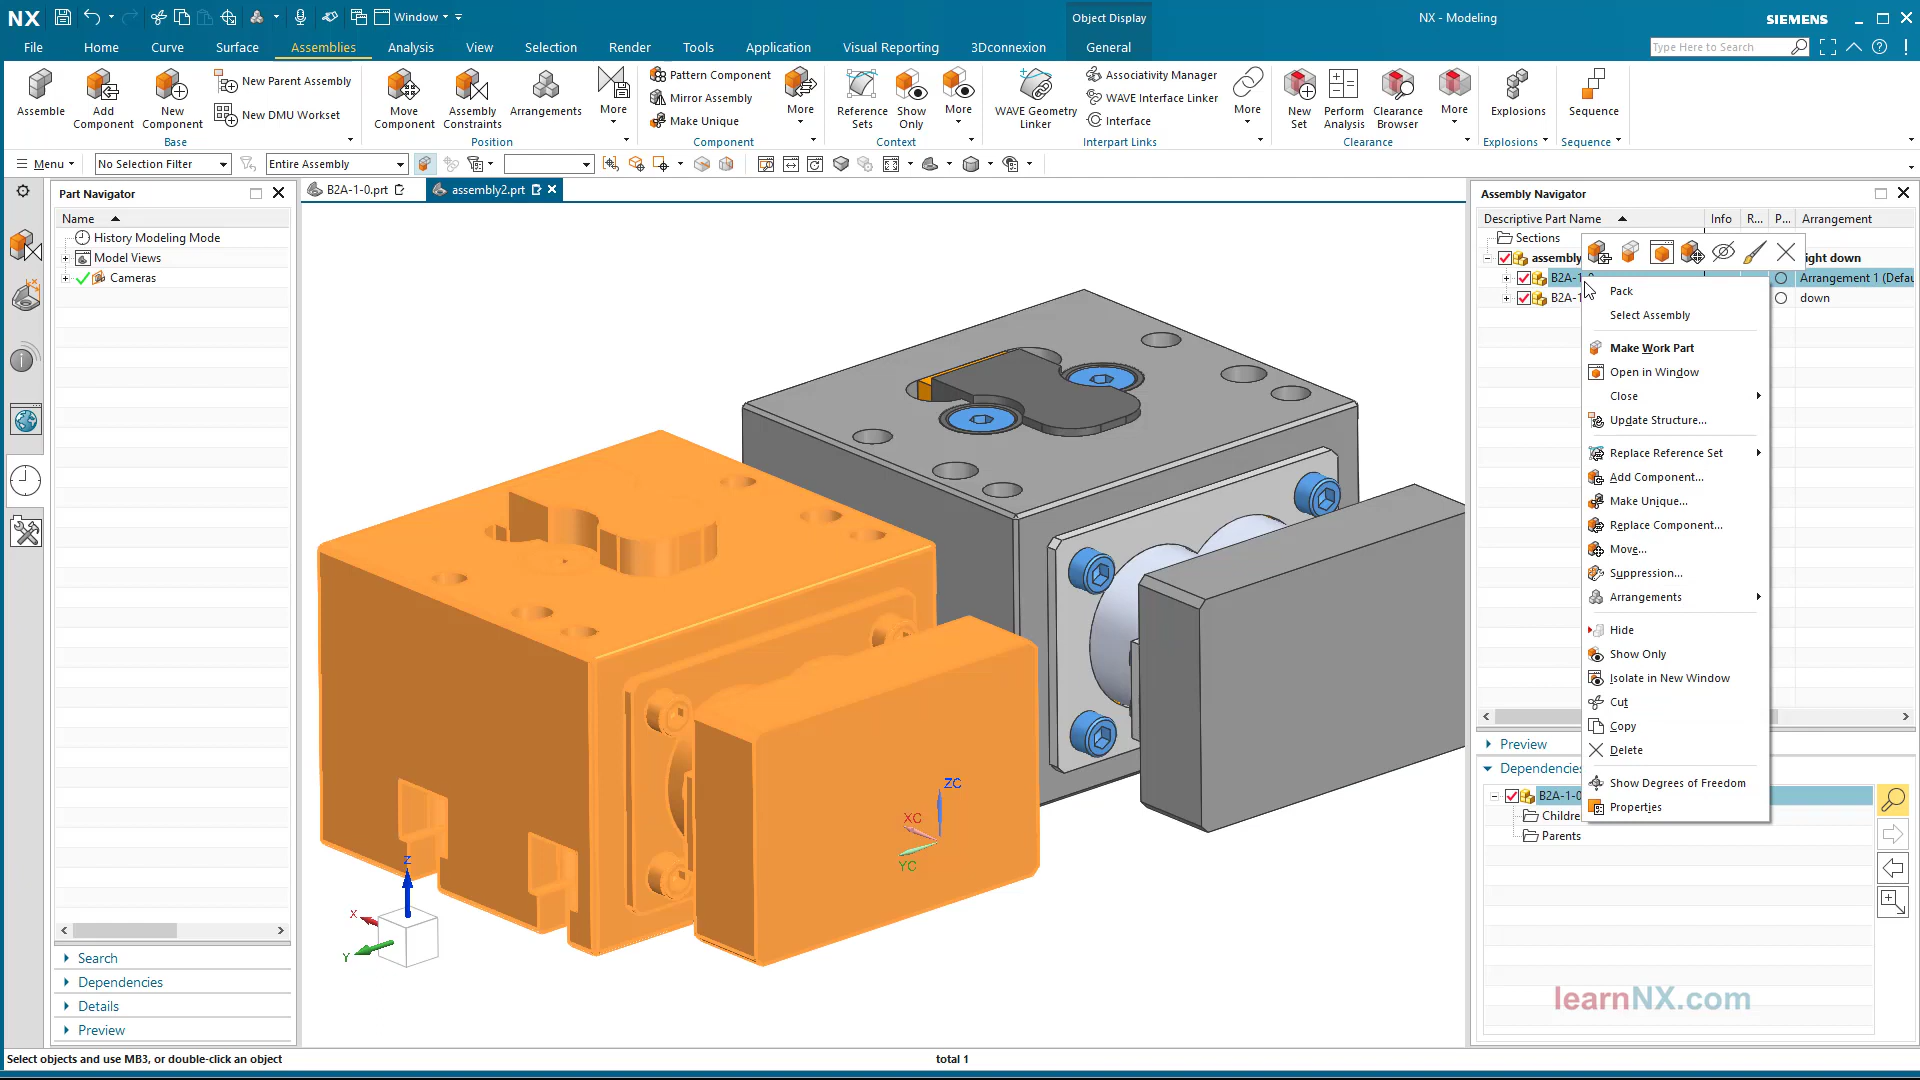 NX
Window
Object Display
NX - Modeling
SIEMENS
File
Home
Curve
Surface
Assemblies
Analysis
View
Selection
Render
Tools
Application
Visual Reporting
3Dconnexion
General
Type Here to Search
Assemble
Add Component
New Component
New Parent Assembly
New DMU Workset
Base
Move Component
Assembly Constraints
Arrangements
More
Position
Pattern Component
Mirror Assembly
Make Unique
More
Component
Reference Sets
Show Only
More
Context
WAVE Geometry Linker
Associativity Manager
WAVE Interface Linker
Interface
More
Interpart Links
New Set
Perform Analysis
Clearance Browser
More
Clearance
Explosions
Explosions
Sequence
Sequence
Menu
No Selection Filter
Entire Assembly
Part Navigator
Name
History Modeling Mode
Model Views
Cameras
Search
Dependencies
Details
Preview
B2A-1-0.prt
assembly2.prt
ZC
XC
YC
Z
X
Y
Assembly Navigator
Descriptive Part Name
Info
R...
P...
Arrangement
Sections
assembly
ight down
B2A-1
Arrangement 1 (Defau
B2A-1
down
Pack
Select Assembly
Make Work Part
Open in Window
Close
Update Structure...
Replace Reference Set
Add Component...
Make Unique...
Replace Component...
Move...
Suppression...
Arrangements
Hide
Show Only
Isolate in New Window
Cut
Copy
Delete
Show Degrees of Freedom
Properties
Preview
Dependencies
B2A-1-0
Childre
Parents
learnNX.com
Select objects and use MB3, or double-click an object
total 1